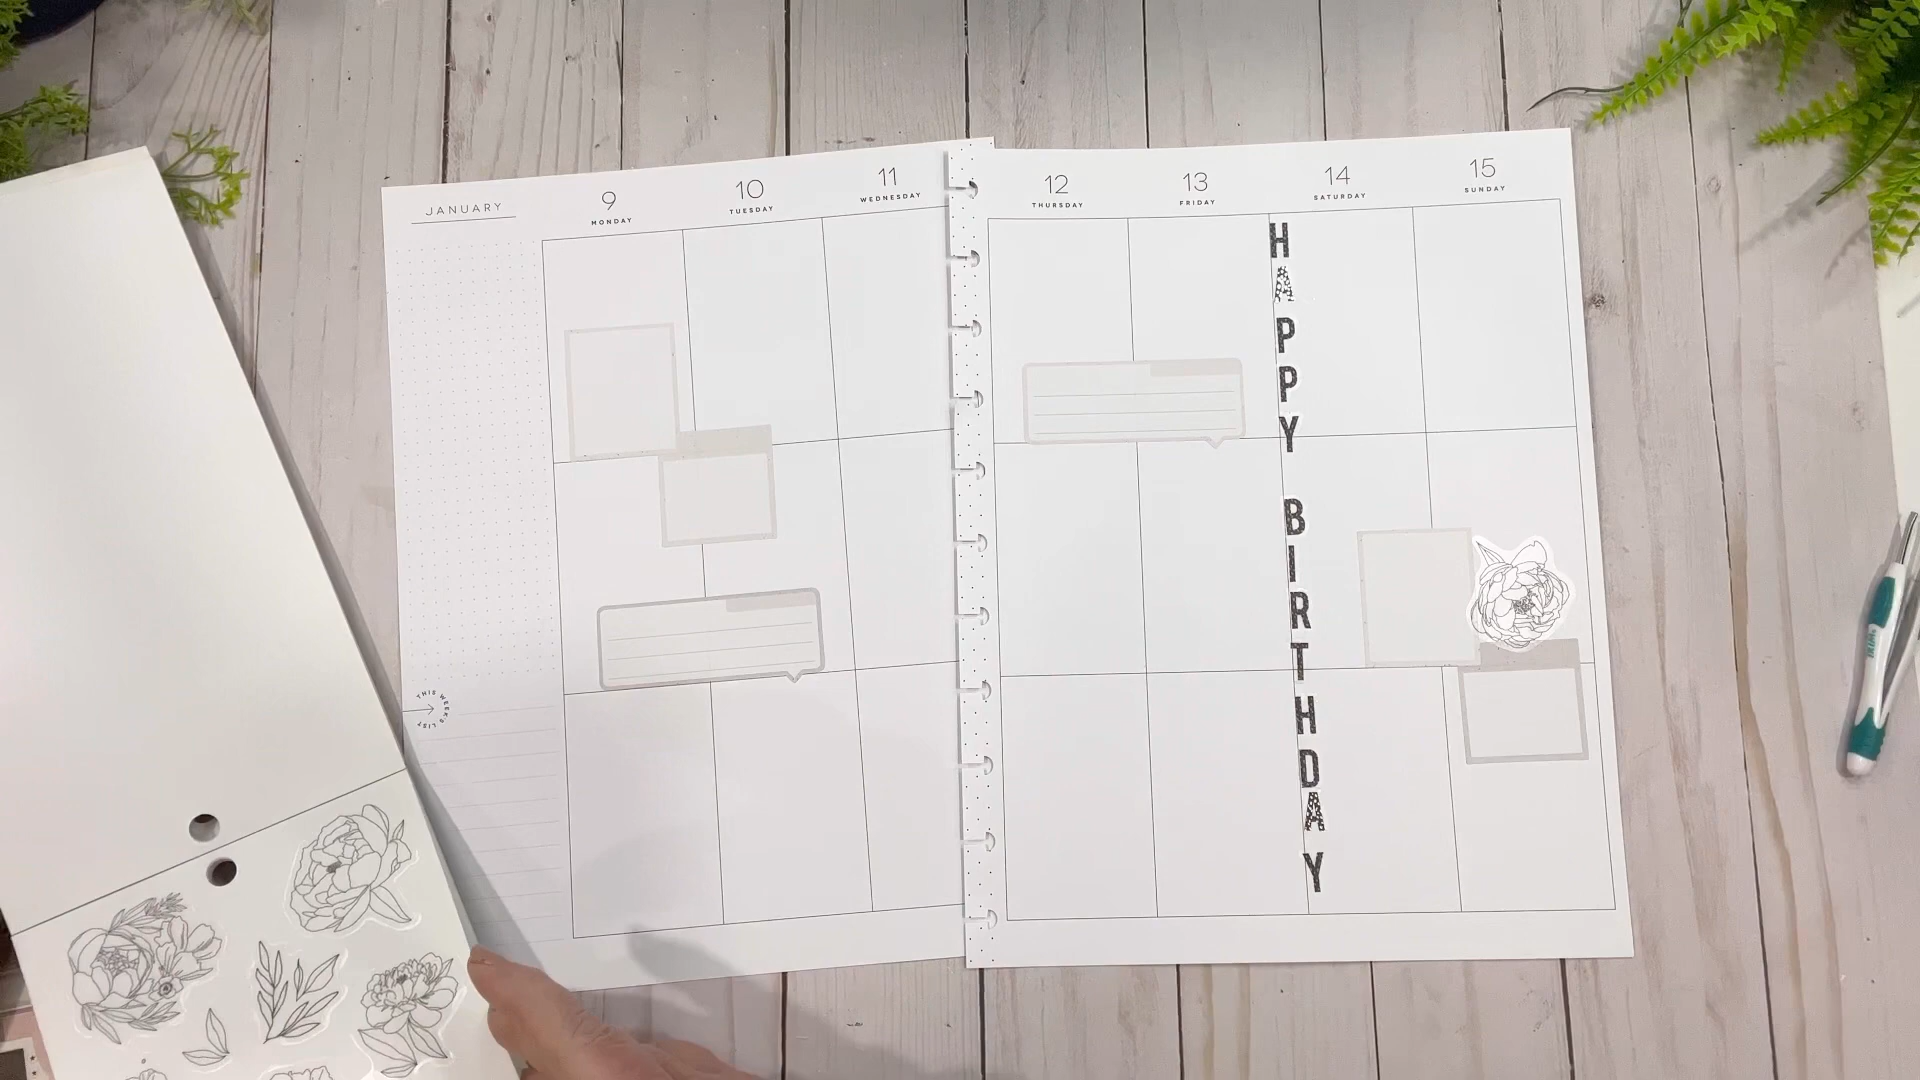 JANUARY
9
MONDAY
10
TUESDAY
11
WEDNESDAY
12
THURSDAY
13
FRIDAY
14
SATURDAY
15
SUNDAY
HAPPY
BIRTHDAY
THIS WEEK'S LIST